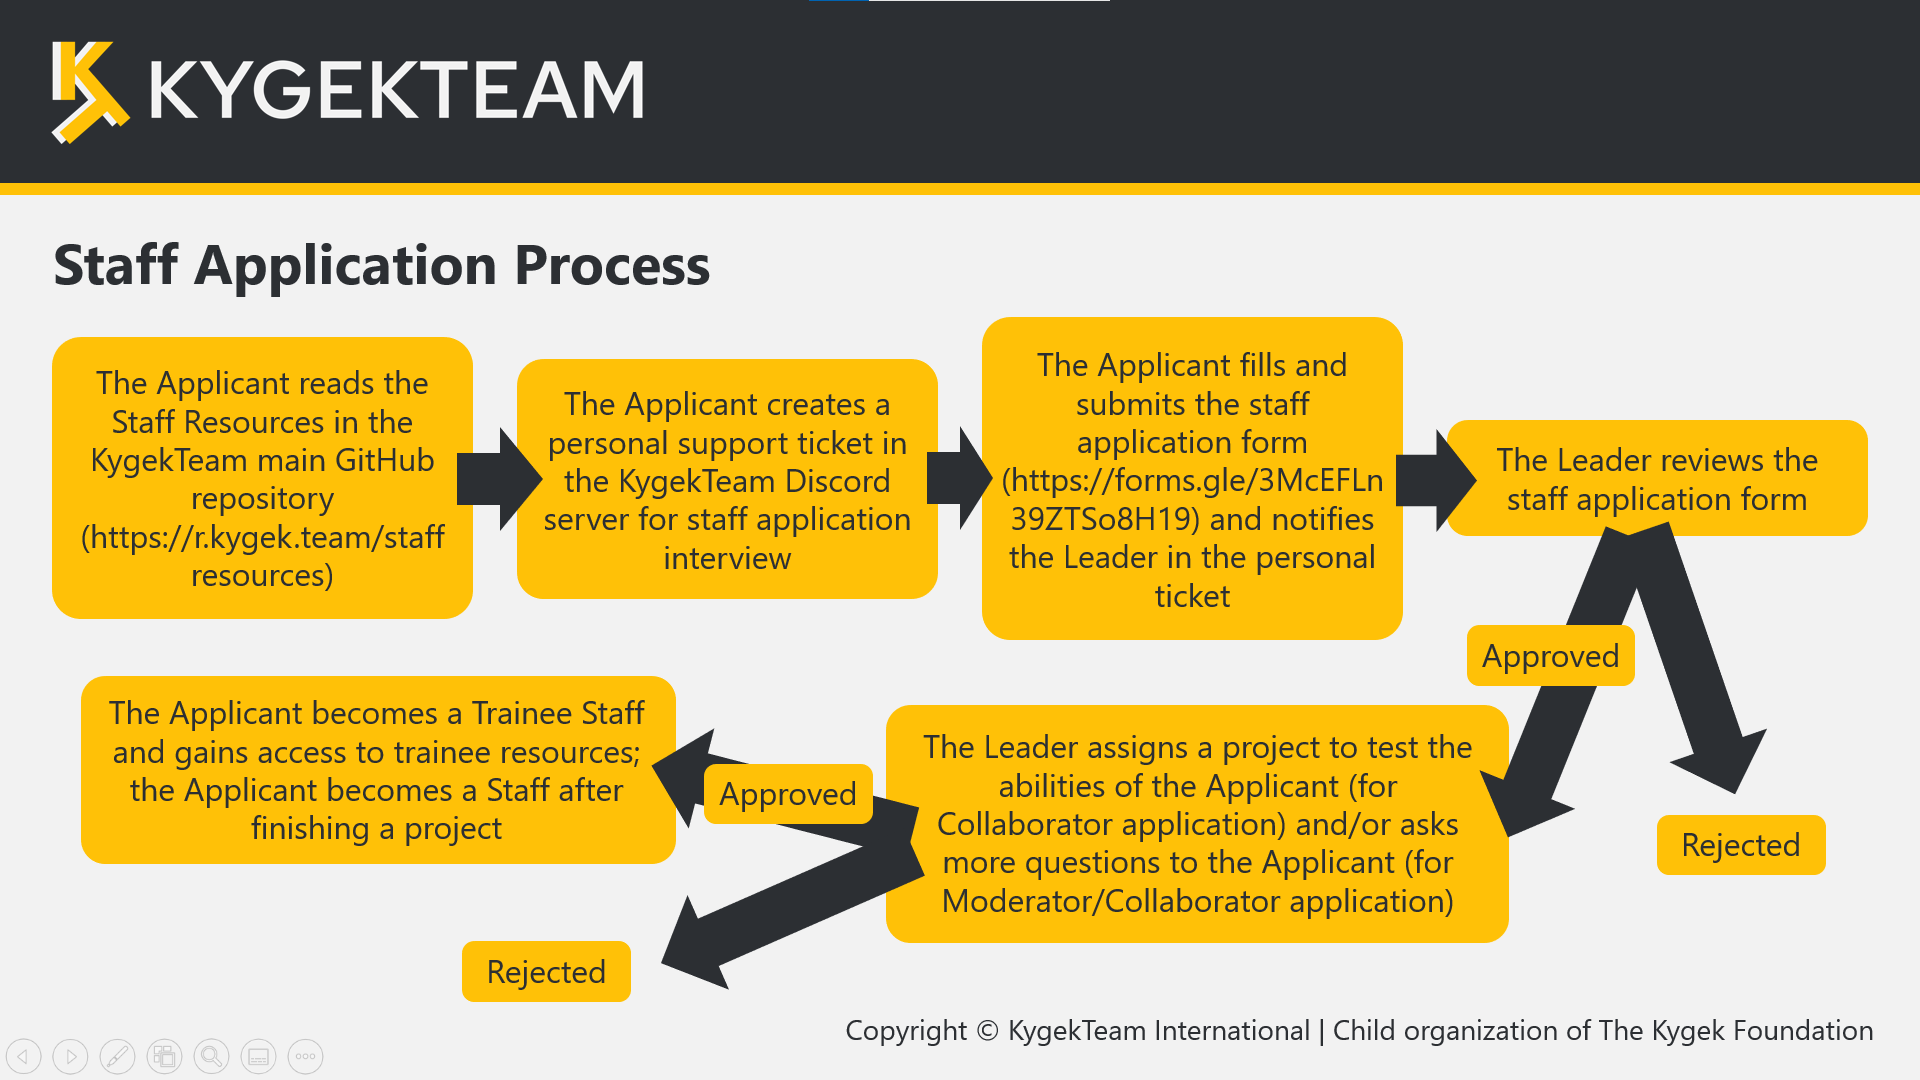 KYGEKTEAM
Staff Application Process
The Applicant reads the
Staff Resources in the
KygekTeam main GitHub
repository
(https://r.kygek.team/staff
resources)
The Applicant creates a
personal support ticket in
the KygekTeam Discord
server for staff application
interview
The Applicant fills and
submits the staff
application form
(https://forms.gle/3McEFLn
39ZTSo8H19) and notifies
the Leader in the personal
ticket
The Leader reviews the
staff application form
Approved
Rejected
The Leader assigns a project to test the
abilities of the Applicant (for
Collaborator application) and/or asks
more questions to the Applicant (for
Moderator/Collaborator application)
Approved
The Applicant becomes a Trainee Staff
and gains access to trainee resources;
the Applicant becomes a Staff after
finishing a project
Rejected
Copyright © KygekTeam International | Child organization of The Kygek Foundation